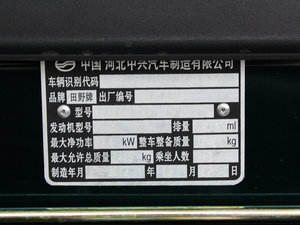 中国 河北中兴汽车制造有限公司
车辆识别代码
品牌 田野牌 出厂编号
型号
发动机型号 排量 ml
最大净功率 kW 整车整备质量 kg
最大允许总质量 kg 乘坐人数
制造年月 年 月 日